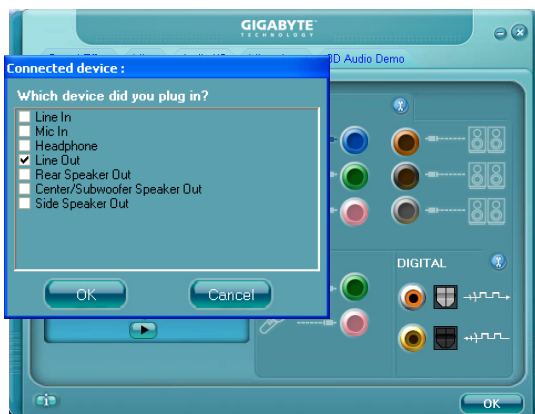 GIGABYTE
TECHNOLOGY
3D Audio Demo
Connected device :
Which device did you plug in?
Line In
Mic In
Headphone
Line Out
Rear Speaker Out
Center/Subwoofer Speaker Out
Side Speaker Out
OK
Cancel
DIGITAL
OK